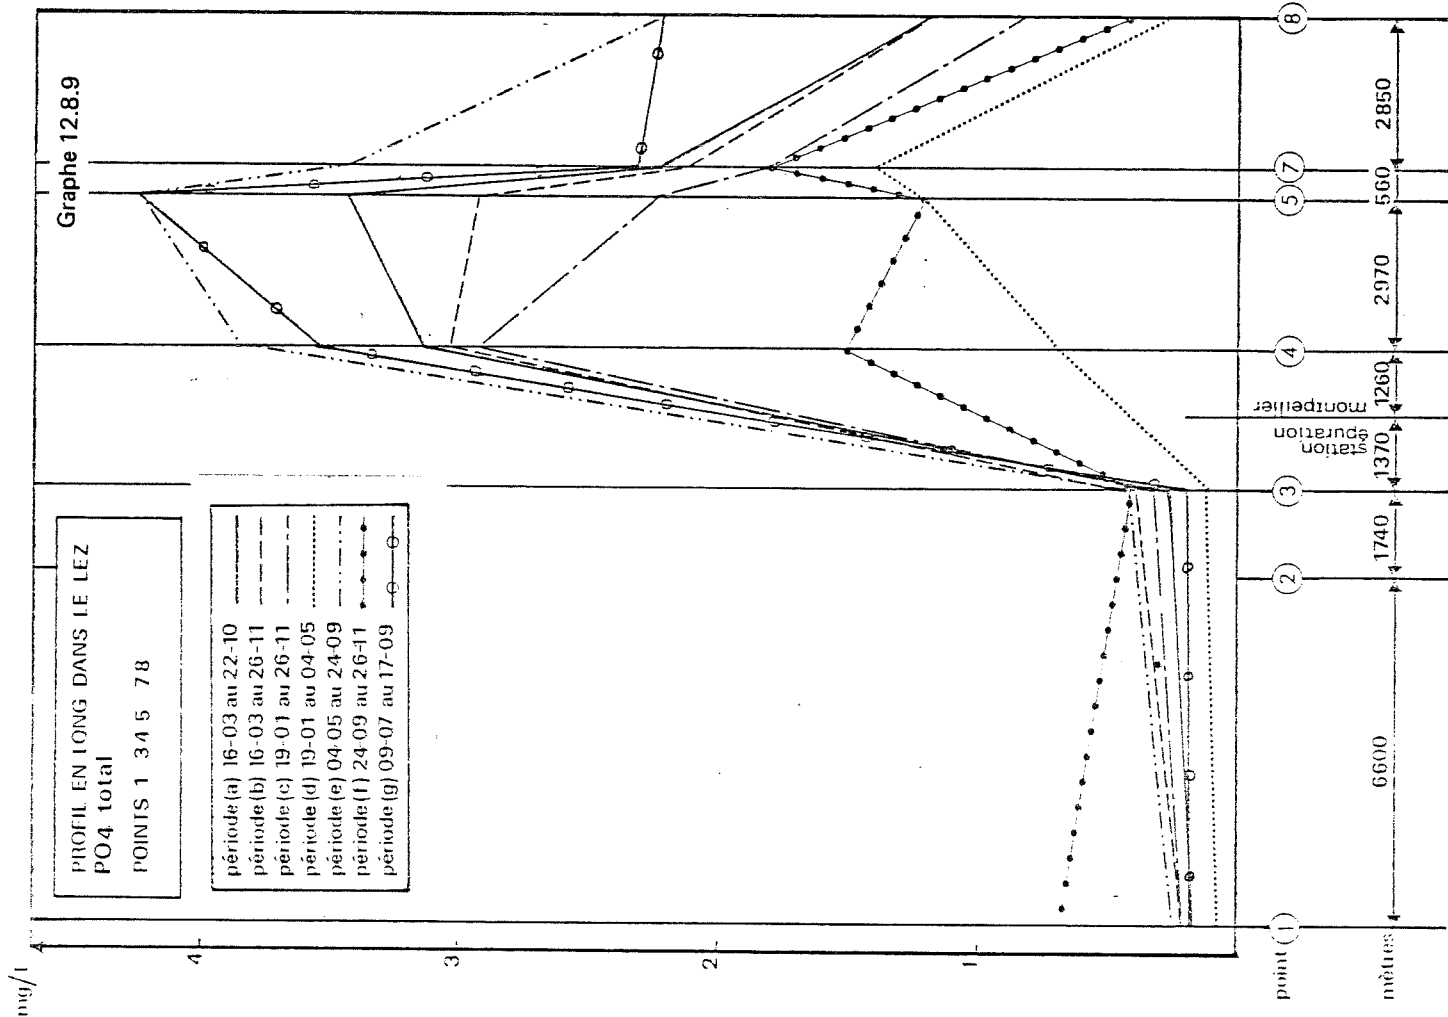 Graphe 12.8.9
PROFIL EN LONG DANS LE LEZ
PO4 total
POINTS 1 3 4 5 7 8
période (a) 16-03 au 22-10
période (b) 16-03 au 26-11
période (c) 19-01 au 26-11
période (d) 19-01 au 04-05
période (e) 04-05 au 24-09
période (f) 24-09 au 26-11
période (g) 09-07 au 17-09
mg/l
4
3
2
1
point 1 2 3 4 5 7 8
station
épuration
montpellier
mètres 6600 1740 1370 1260 2970 560 2850